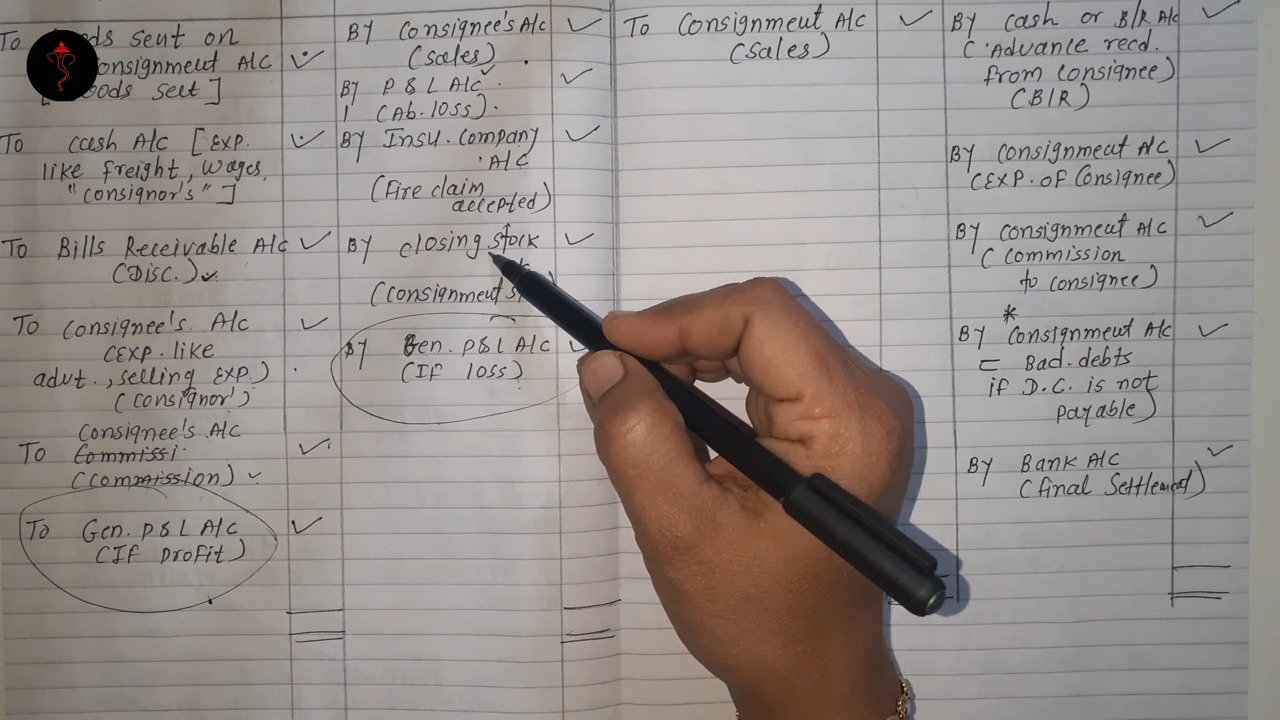 To ds sent on
onsignment A/C
oods sent ]
To cash A/C [ EXP.
like freight, wages,
"consignor's" ]
To Bills Receivable A/C
(Disc.)
To Consignee's A/C
(EXP. like
advt., selling EXP.)
(Consignor')
Consignee's A/C
To Commissi
(commission)
To Gen. P&L A/C
(IF profit)
By Consignee's A/C
(sales)
By P & L A/C
(Ab. loss).
By Insu. Company
A/C
(Fire claim
accepted)
By closing stock
(consignment s
By Gen. P&L A/C
(IF loss)
To Consignment A/C
(sales)
By cash or B/R A/c
(Advance recd.
from consignee)
(B/R)
By consignment A/C
(EXP. OF Consignee)
By consignment A/C
(Commission
to consignee)
*
By Consignment A/C
Bad debts
if D.C. is not
payable)
By Bank A/C
(final Settlement)